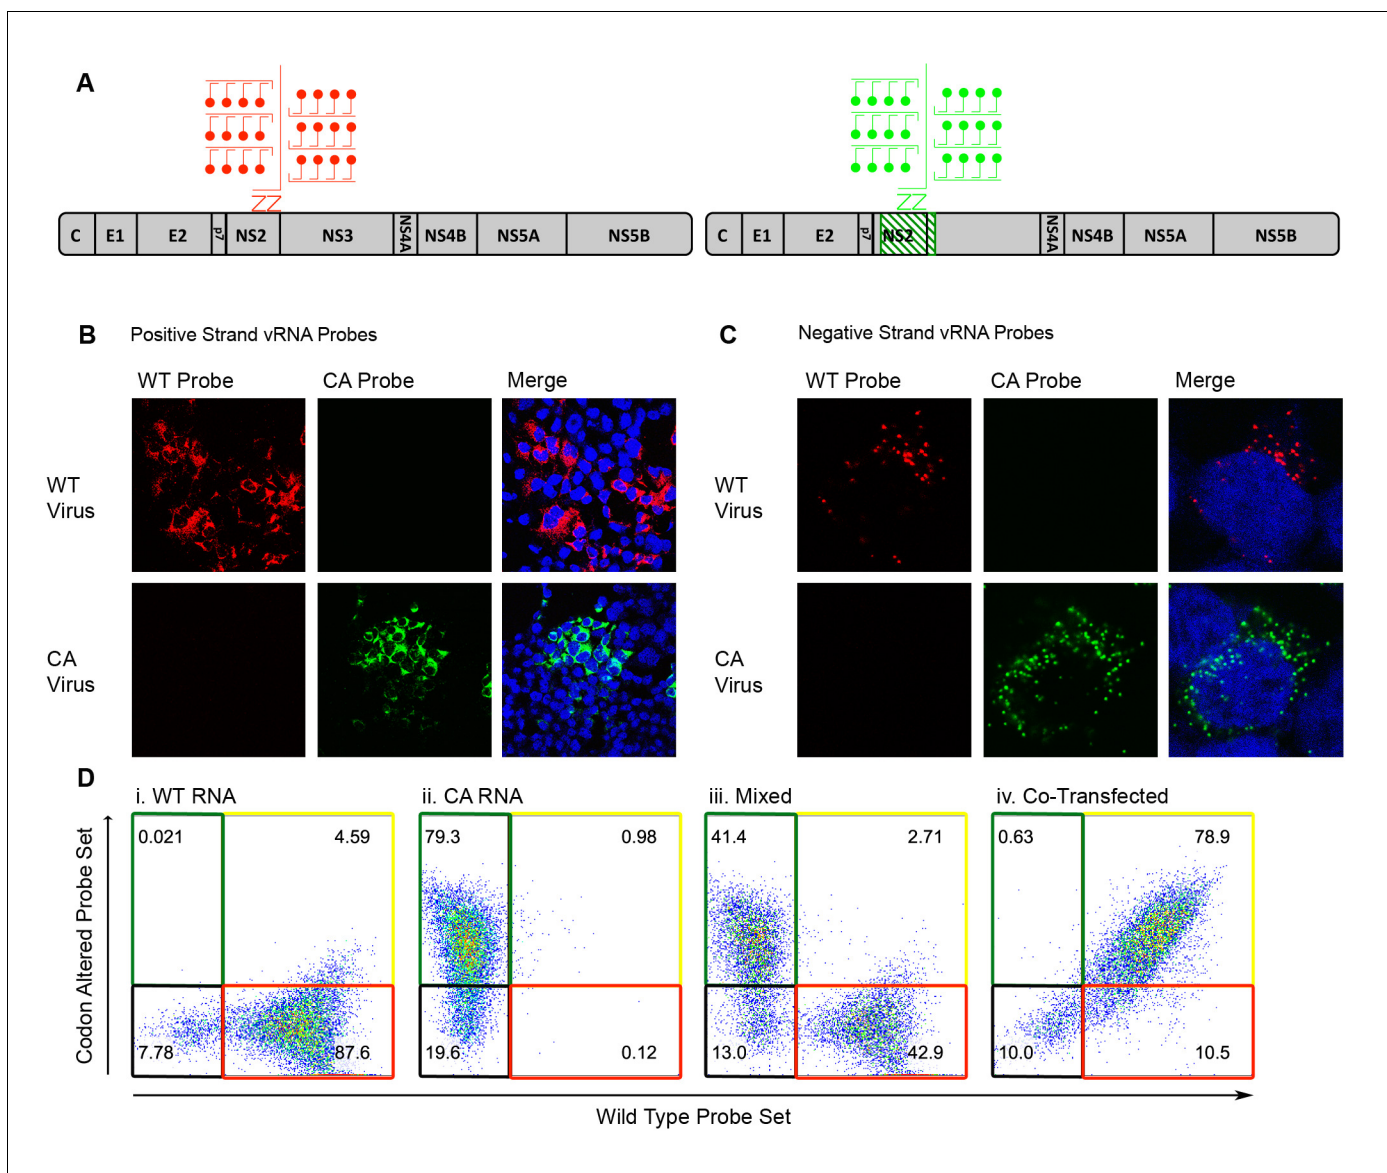 A
C E1 E2 p7 NS2 NS3 NS4A NS4B NS5A NS5B
C E1 E2 p7 NS2 NS4A NS4B NS5A NS5B
B Positive Strand vRNA Probes
WT Probe CA Probe Merge
WT
Virus
CA
Virus
C Negative Strand vRNA Probes
WT Probe CA Probe Merge
WT
Virus
CA
Virus
D
i. WT RNA
ii. CA RNA
iii. Mixed
iv. Co-Transfected
Codon Altered Probe Set
0.021 4.59
7.78 87.6
79.3 0.98
19.6 0.12
41.4 2.71
13.0 42.9
0.63 78.9
10.0 10.5
Wild Type Probe Set